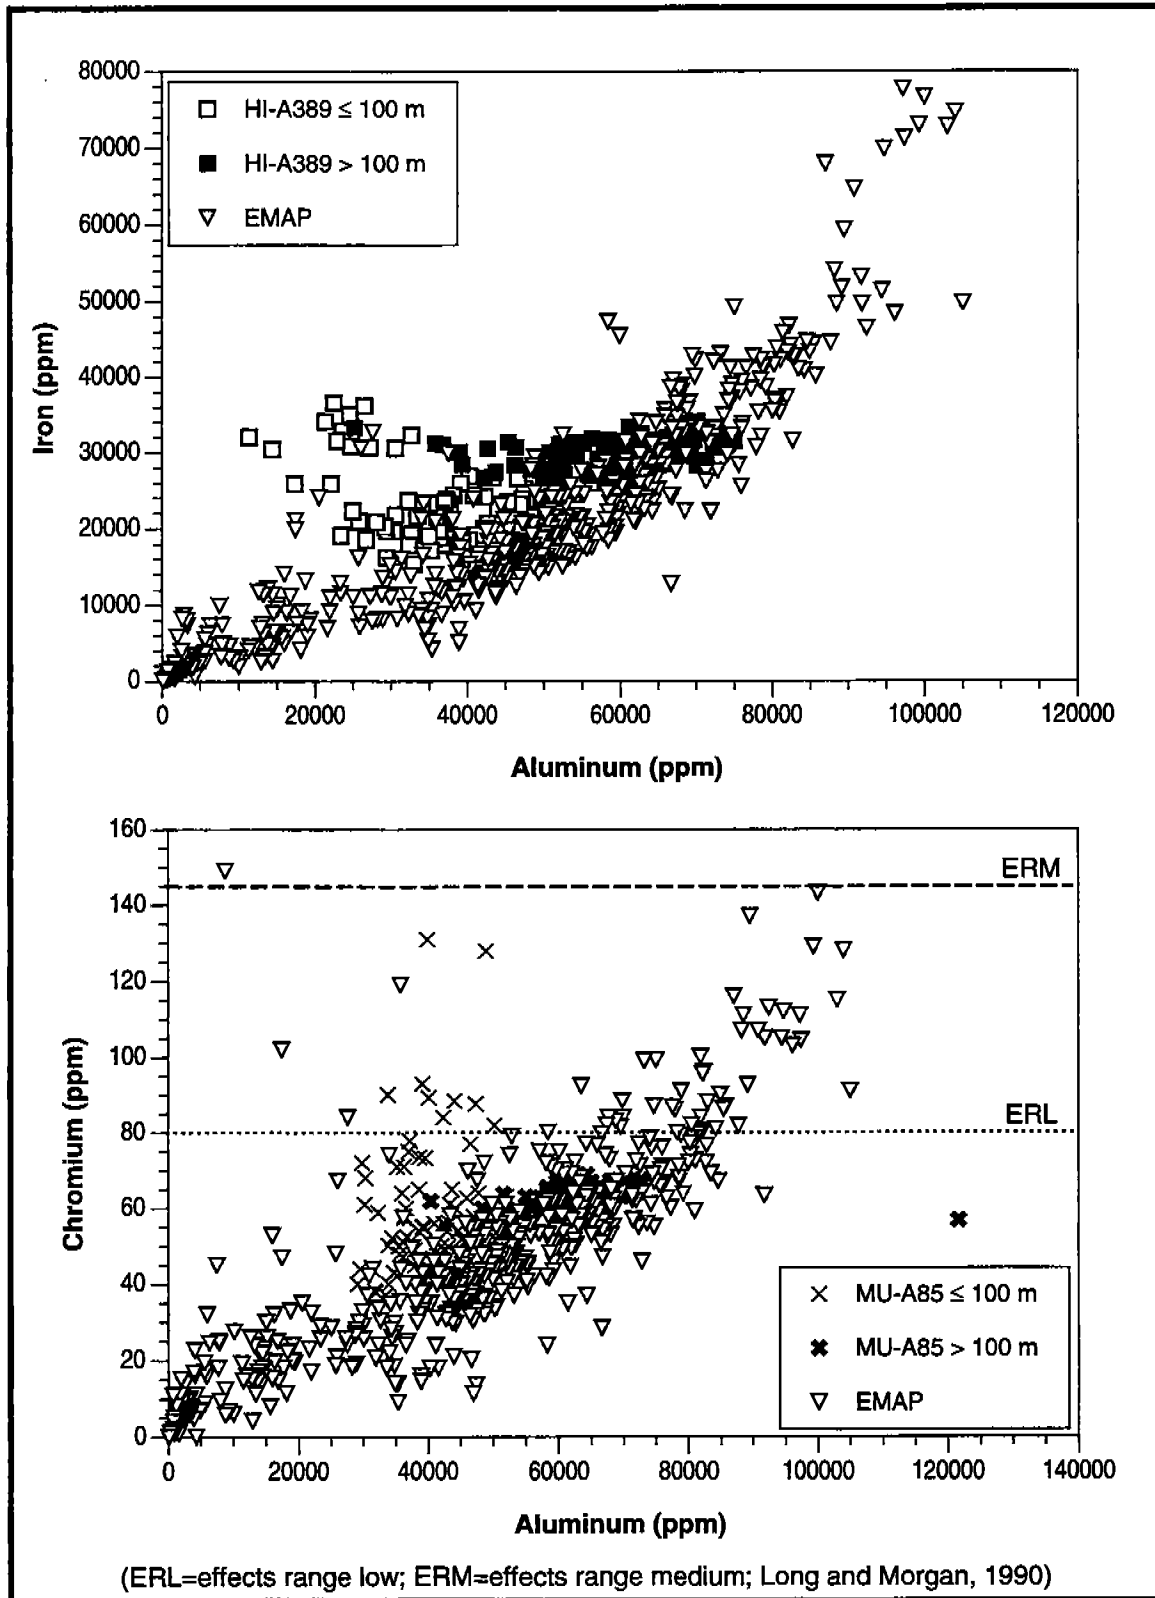 80000
70000
60000
50000
40000
30000
20000
10000
0
Iron (ppm)
HI-A389 ≤ 100 m
HI-A389 > 100 m
EMAP
0 20000 40000 60000 80000 100000 120000
Aluminum (ppm)
160
140
120
100
80
60
40
20
0
Chromium (ppm)
ERM
ERL
MU-A85 ≤ 100 m
MU-A85 > 100 m
EMAP
0 20000 40000 60000 80000 100000 120000 140000
Aluminum (ppm)
(ERL=effects range low; ERM=effects range medium; Long and Morgan, 1990)